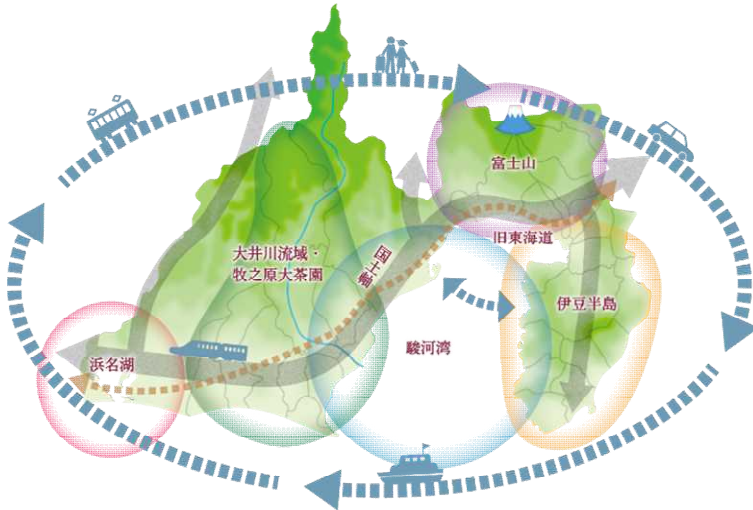 富士山
旧東海道
国土軸
大井川流域・
牧之原大茶園
伊豆半島
駿河湾
浜名湖